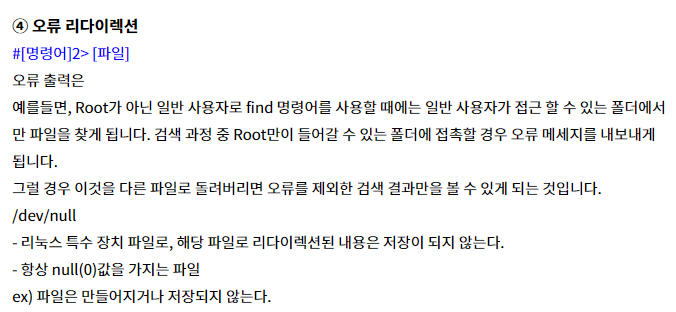 ④ 오류 리다이렉션
#[명령어]2> [파일]
오류 출력은
예를들면, Root가 아닌 일반 사용자로 find 명령어를 사용할 때에는 일반 사용자가 접근 할 수 있는 폴더에서
만 파일을 찾게 됩니다. 검색 과정 중 Root만이 들어갈 수 있는 폴더에 접촉할 경우 오류 메세지를 내보내게
됩니다.
그럴 경우 이것을 다른 파일로 돌려버리면 오류를 제외한 검색 결과만을 볼 수 있게 되는 것입니다.
/dev/null
- 리눅스 특수 장치 파일로, 해당 파일로 리다이렉션된 내용은 저장이 되지 않는다.
- 항상 null(0)값을 가지는 파일
ex) 파일은 만들어지거나 저장되지 않는다.